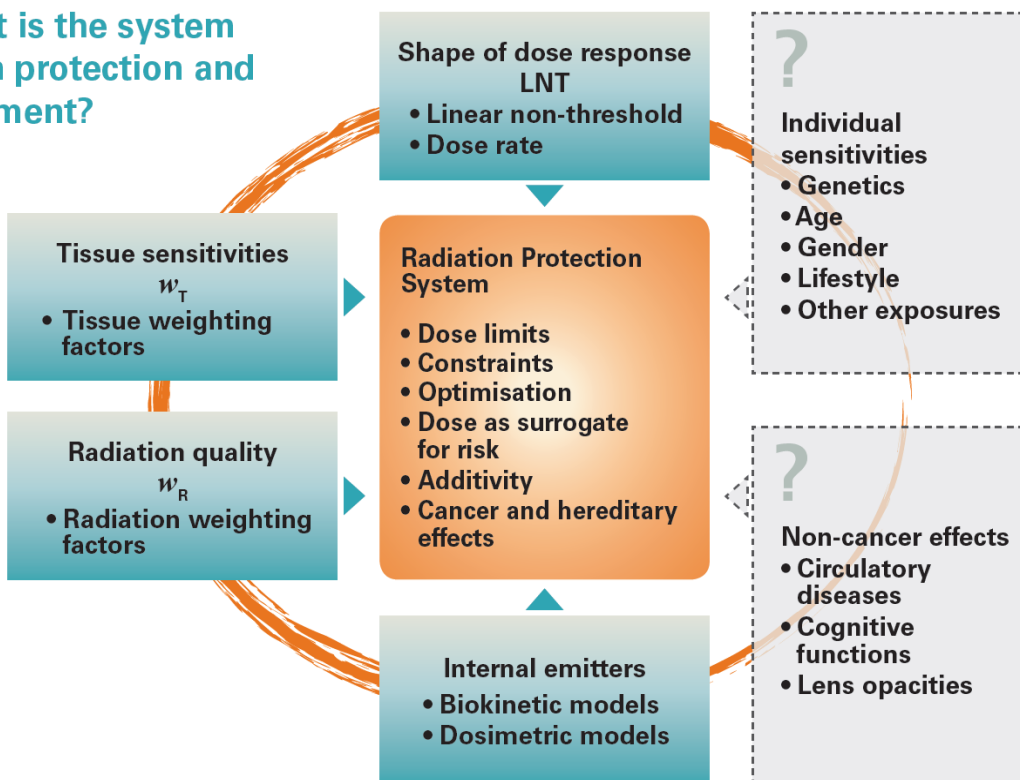 t is the system
n protection and
ment?
Shape of dose response
LNT
• Linear non-threshold
• Dose rate
?
Individual
sensitivities
• Genetics
• Age
• Gender
• Lifestyle
• Other exposures
Tissue sensitivities
wT
• Tissue weighting
factors
Radiation Protection
System
• Dose limits
• Constraints
• Optimisation
• Dose as surrogate
for risk
• Additivity
• Cancer and hereditary
effects
Radiation quality
wR
• Radiation weighting
factors
?
Non-cancer effects
• Circulatory
diseases
• Cognitive
functions
• Lens opacities
Internal emitters
• Biokinetic models
• Dosimetric models